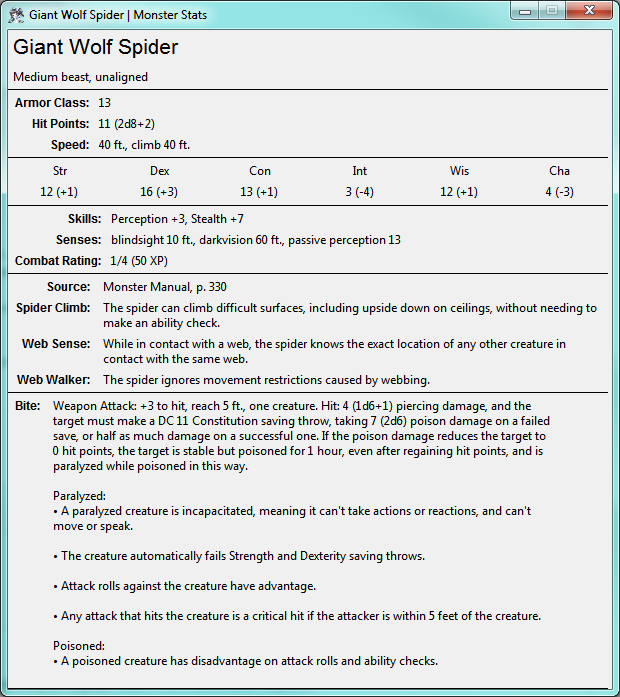 Giant Wolf Spider | Monster Stats
Giant Wolf Spider
Medium beast, unaligned
Armor Class: 13
Hit Points: 11 (2d8+2)
Speed: 40 ft., climb 40 ft.
Str Dex Con Int Wis Cha
12 (+1) 16 (+3) 13 (+1) 3 (-4) 12 (+1) 4 (-3)
Skills: Perception +3, Stealth +7
Senses: blindsight 10 ft., darkvision 60 ft., passive perception 13
Combat Rating: 1/4 (50 XP)
Source: Monster Manual, p. 330
Spider Climb: The spider can climb difficult surfaces, including upside down on ceilings, without needing to
make an ability check.
Web Sense: While in contact with a web, the spider knows the exact location of any other creature in
contact with the same web.
Web Walker: The spider ignores movement restrictions caused by webbing.
Bite: Weapon Attack: +3 to hit, reach 5 ft., one creature. Hit: 4 (1d6+1) piercing damage, and the
target must make a DC 11 Constitution saving throw, taking 7 (2d6) poison damage on a failed
save, or half as much damage on a successful one. If the poison damage reduces the target to
0 hit points, the target is stable but poisoned for 1 hour, even after regaining hit points, and is
paralyzed while poisoned in this way.
Paralyzed:
• A paralyzed creature is incapacitated, meaning it can't take actions or reactions, and can't
move or speak.
• The creature automatically fails Strength and Dexterity saving throws.
• Attack rolls against the creature have advantage.
• Any attack that hits the creature is a critical hit if the attacker is within 5 feet of the creature.
Poisoned:
• A poisoned creature has disadvantage on attack rolls and ability checks.